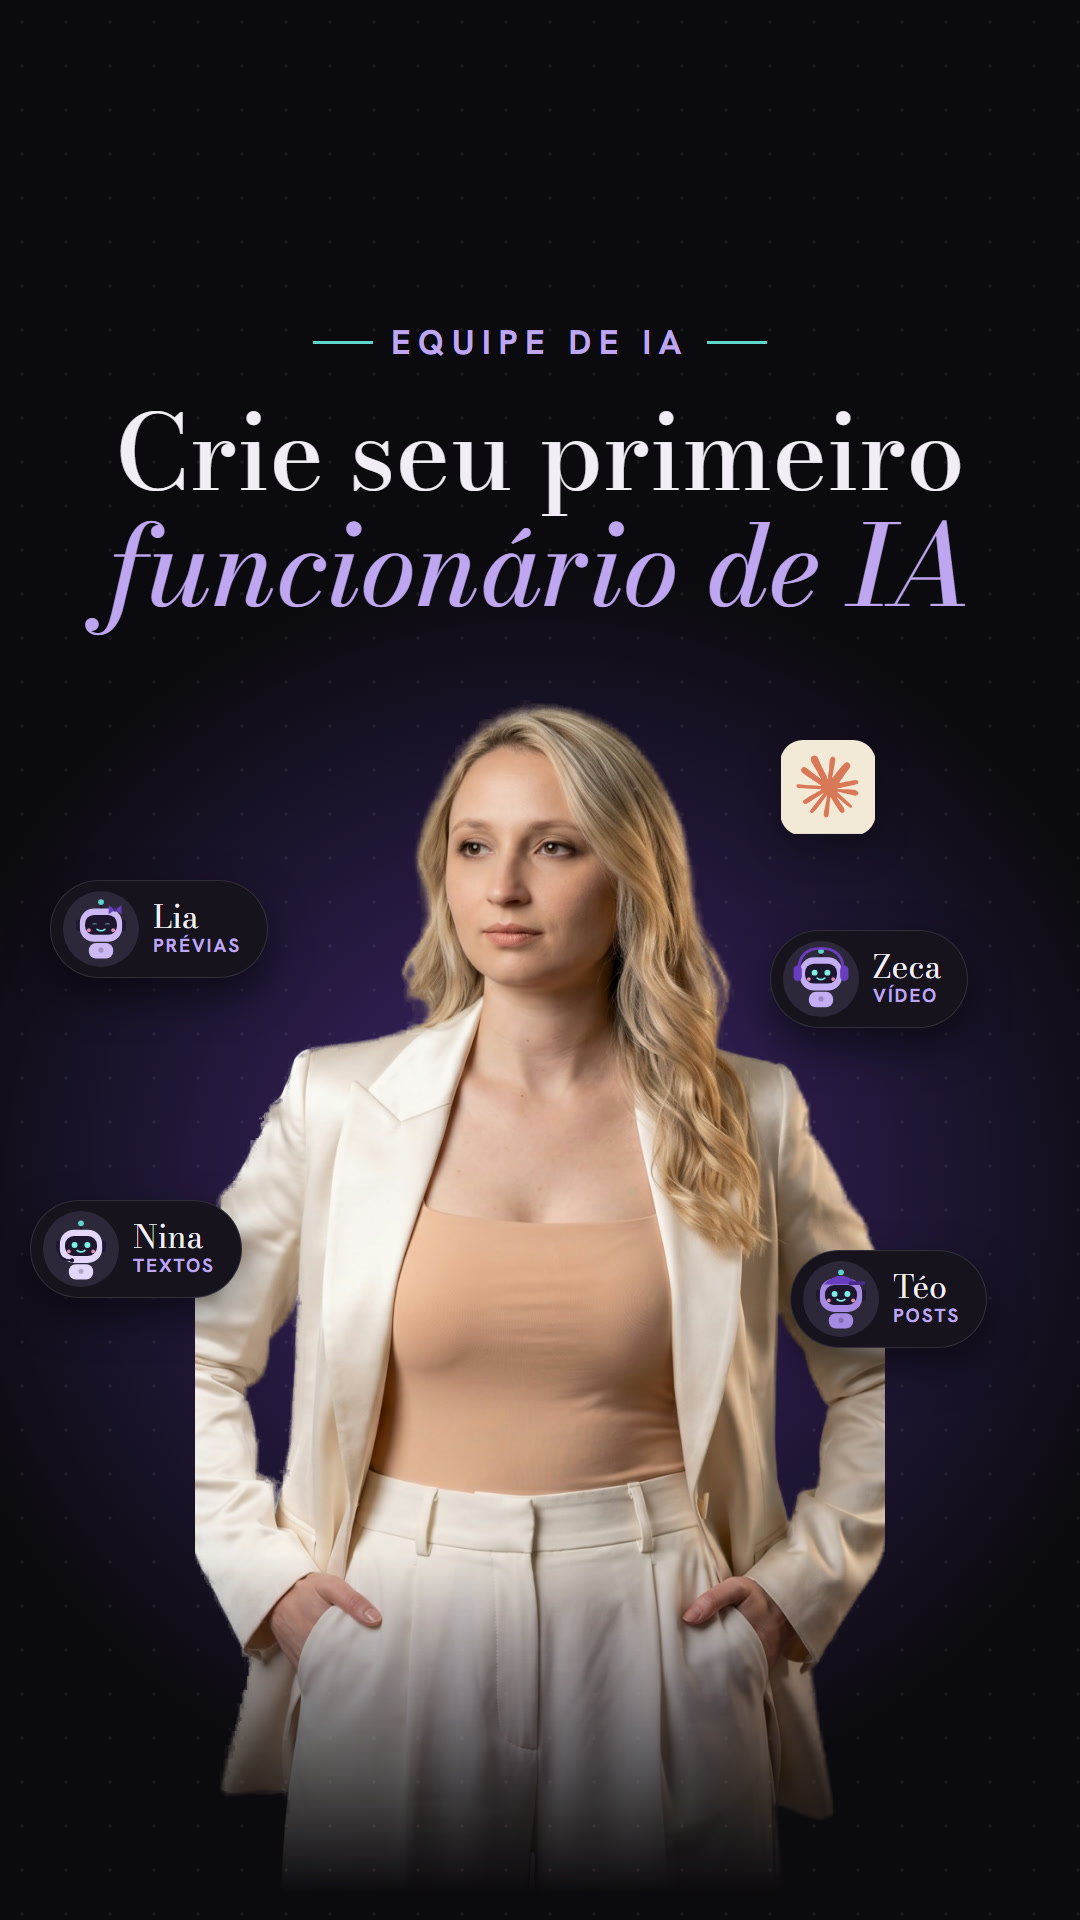 EQUIPE DE IA
Crie seu primeiro
funcionário de IA
Lia
PRÉVIAS
Zeca
VÍDEO
Nina
TEXTOS
Téo
POSTS